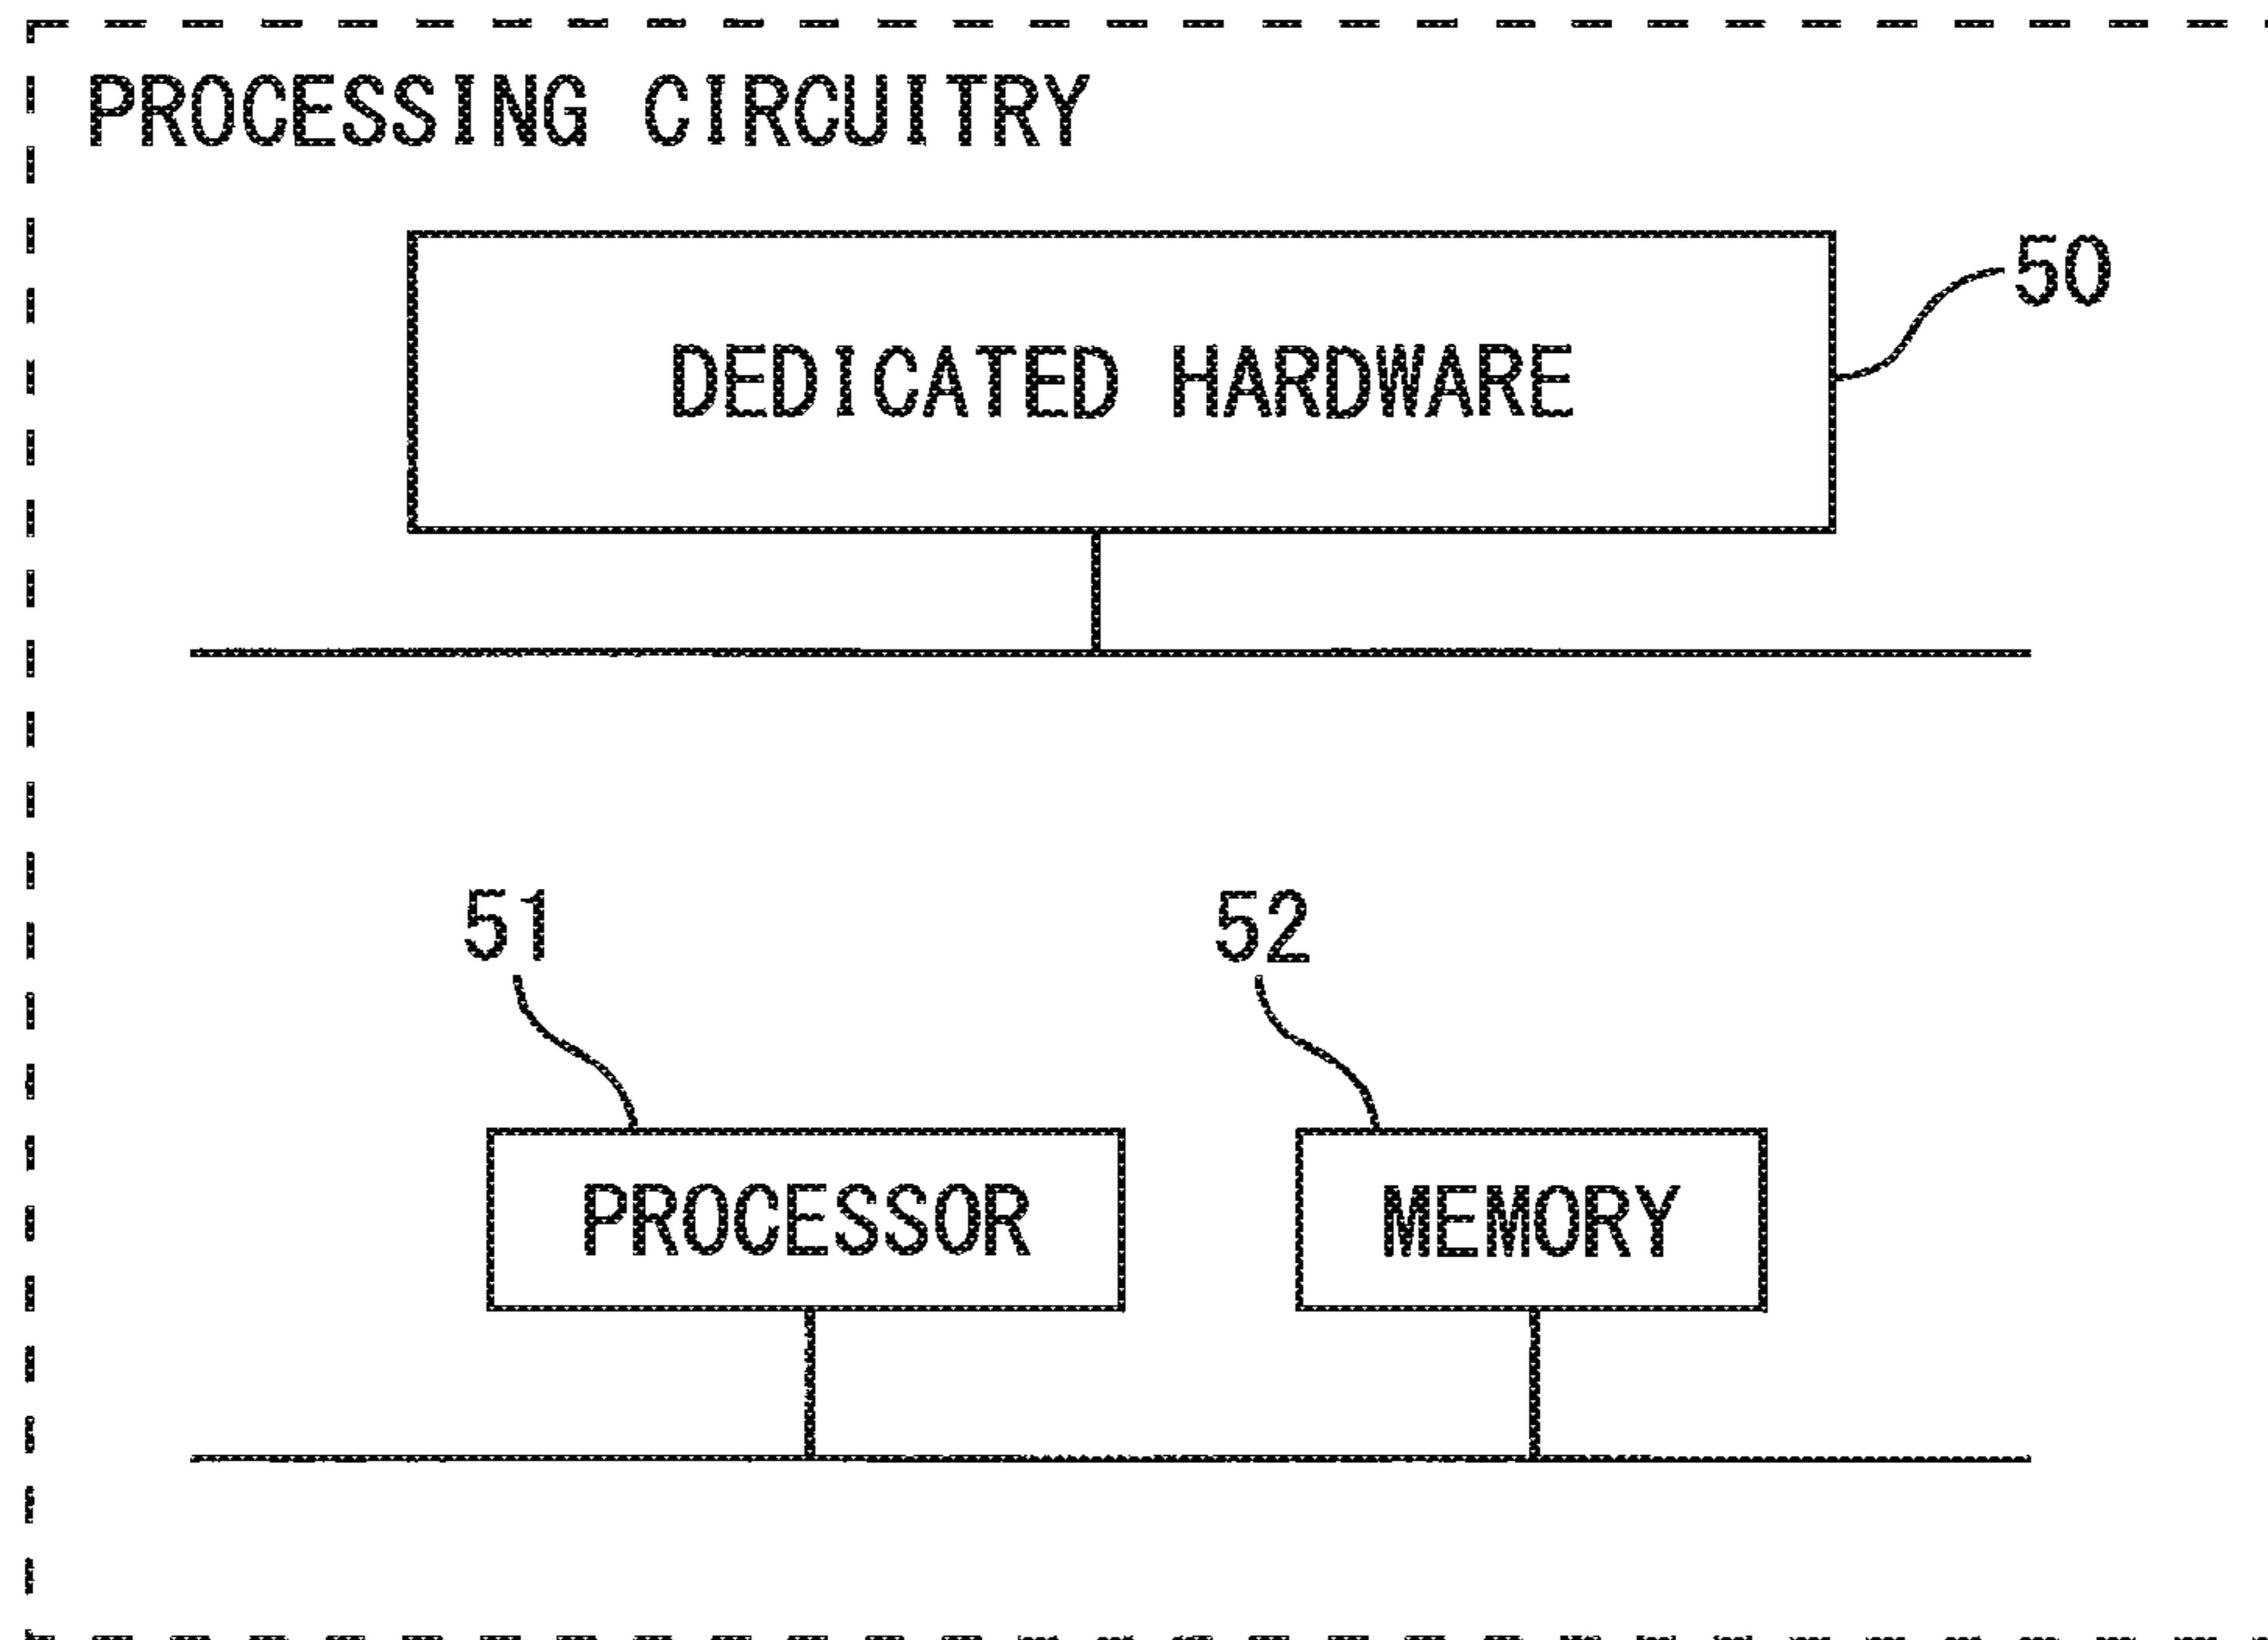 PROCESSING CIRCUITRY
50
DEDICATED HARDWARE
51
52
PROCESSOR
MEMORY